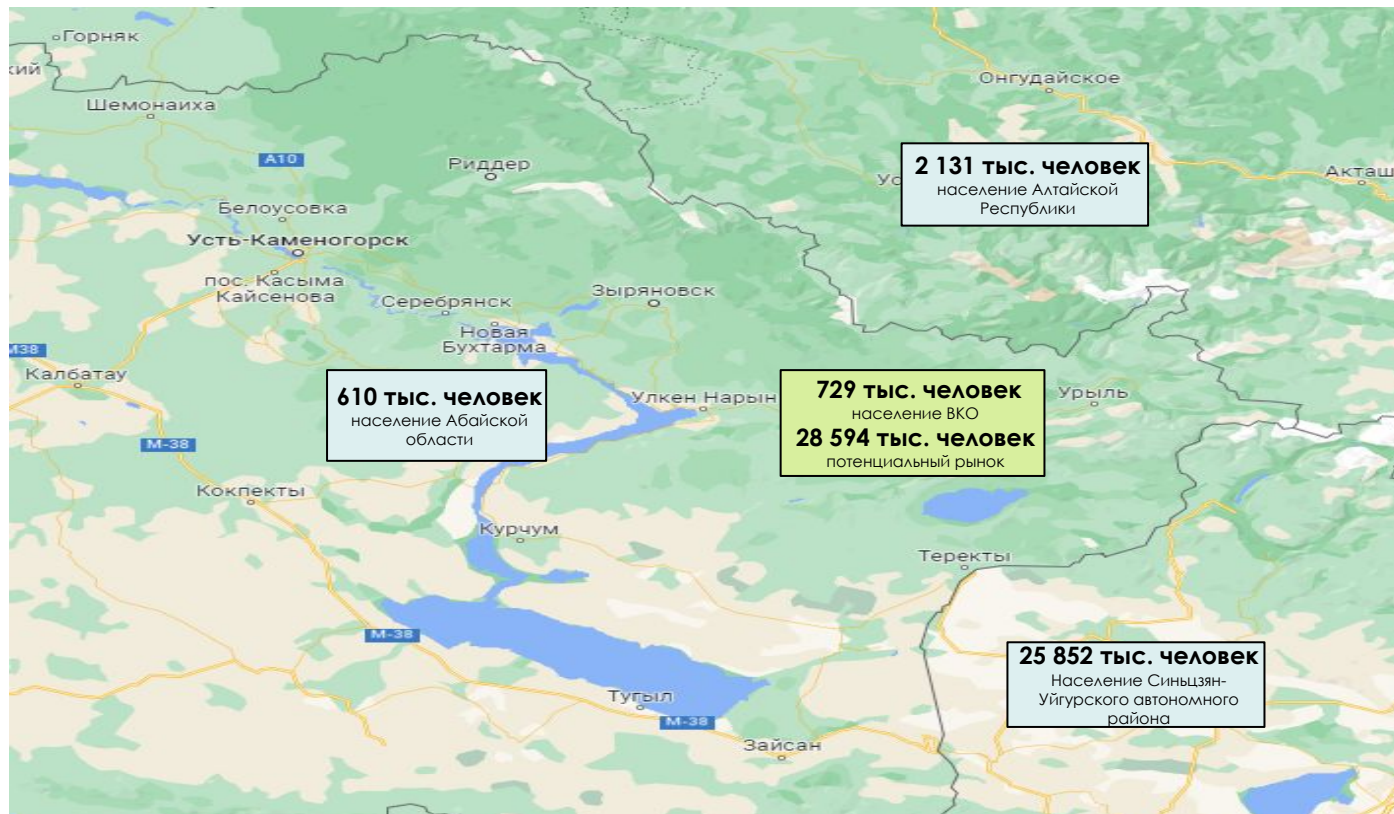 Горняк
кий
Шемонаиха
Онгудайское
A10
Риддер
2 131 тыс. человек
население Алтайской
Республики
Ус
Акташ
Белоусовка
Усть-Каменогорск
пос. Касыма
Кайсенова
Серебрянск
Зыряновск
Новая
Бухтарма
М38
Калбатау
610 тыс. человек
население Абайской
области
Улкен Нарын
729 тыс. человек
население ВКО
28 594 тыс. человек
потенциальный рынок
Урыль
M-38
Кокпекты
Курчум
Теректы
M-38
25 852 тыс. человек
Население Синьцзян-
Уйгурского автономного
района
Тугыл
M-38
Зайсан